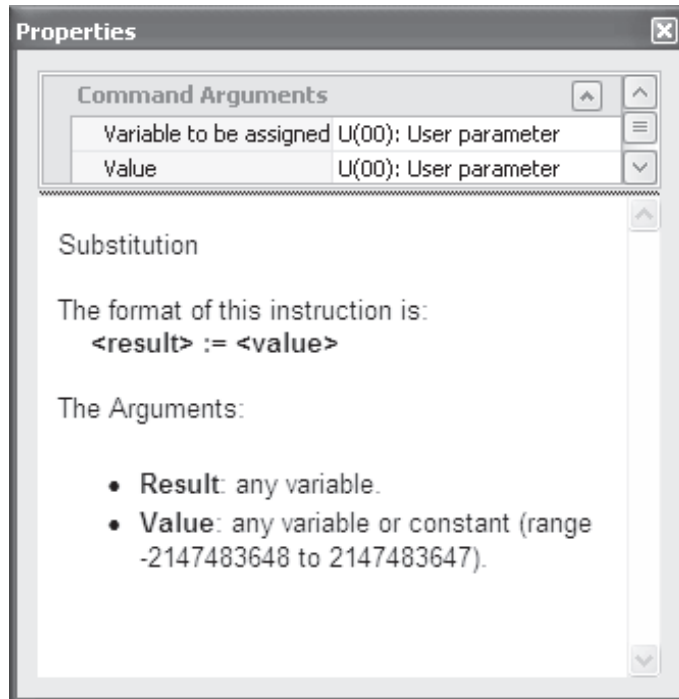 Properties
Command Arguments
Variable to be assigned U(00): User parameter
Value U(00): User parameter
Substitution
The format of this instruction is:
<result> := <value>
The Arguments:
• Result: any variable.
• Value: any variable or constant (range
-2147483648 to 2147483647).